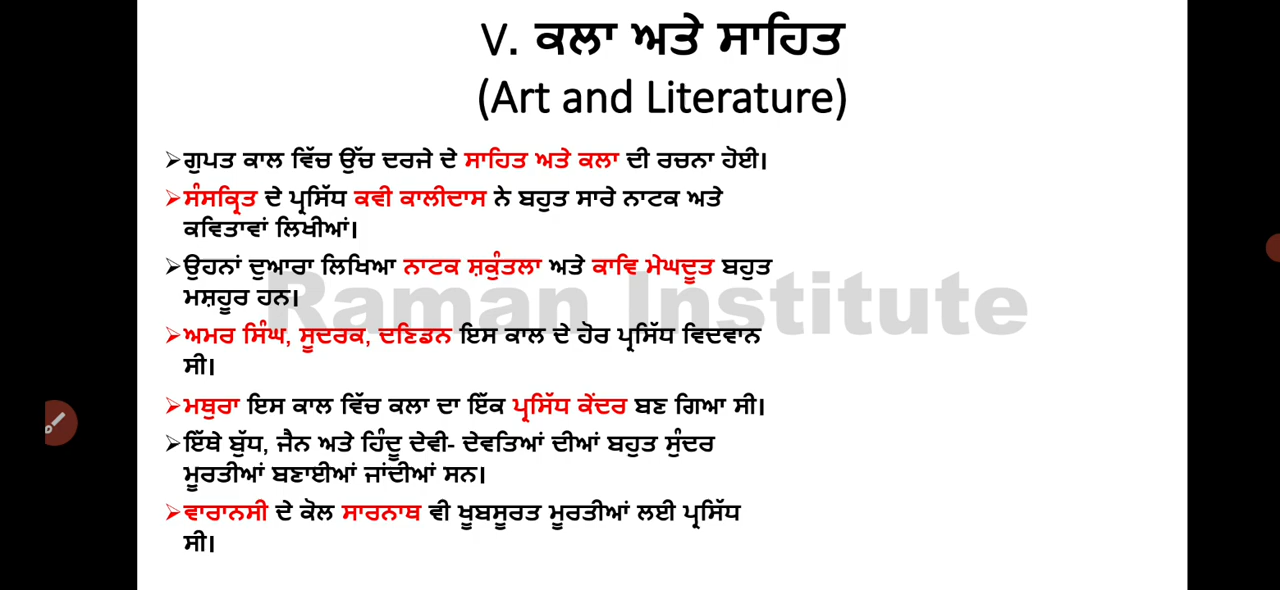 V. ਕਲਾ ਅਤੇ ਸਾਹਿਤ
(Art and Literature)
➢ਗੁਪਤ ਕਾਲ ਵਿੱਚ ਉੱਚ ਦਰਜੇ ਦੇ ਸਾਹਿਤ ਅਤੇ ਕਲਾ ਦੀ ਰਚਨਾ ਹੋਈ।
➢ਸੰਸਕ੍ਰਿਤ ਦੇ ਪ੍ਰਸਿੱਧ ਕਵੀ ਕਾਲੀਦਾਸ ਨੇ ਬਹੁਤ ਸਾਰੇ ਨਾਟਕ ਅਤੇ
ਕਵਿਤਾਵਾਂ ਲਿਖੀਆਂ।
➢ਉਹਨਾਂ ਦੁਆਰਾ ਲਿਖਿਆ ਨਾਟਕ ਸ਼ਕੁੰਤਲਾ ਅਤੇ ਕਾਵਿ ਮੇਘਦੂਤ ਬਹੁਤ
ਮਸ਼ਹੂਰ ਹਨ।
Raman Institute
➢ਅਮਰ ਸਿੰਘ, ਸੂਦਰਕ, ਦਣਿਡਨ ਇਸ ਕਾਲ ਦੇ ਹੋਰ ਪ੍ਰਸਿੱਧ ਵਿਦਵਾਨ
ਸੀ।
➢ਮਥੁਰਾ ਇਸ ਕਾਲ ਵਿੱਚ ਕਲਾ ਦਾ ਇੱਕ ਪ੍ਰਸਿੱਧ ਕੇਂਦਰ ਬਣ ਗਿਆ ਸੀ।
➢ਇੱਥੇ ਬੁੱਧ, ਜੈਨ ਅਤੇ ਹਿੰਦੂ ਦੇਵੀ- ਦੇਵਤਿਆਂ ਦੀਆਂ ਬਹੁਤ ਸੁੰਦਰ
ਮੂਰਤੀਆਂ ਬਣਾਈਆਂ ਜਾਂਦੀਆਂ ਸਨ।
➢ਵਾਰਾਨਸੀ ਦੇ ਕੋਲ ਸਾਰਨਾਥ ਵੀ ਖੂਬਸੂਰਤ ਮੂਰਤੀਆਂ ਲਈ ਪ੍ਰਸਿੱਧ
ਸੀ।